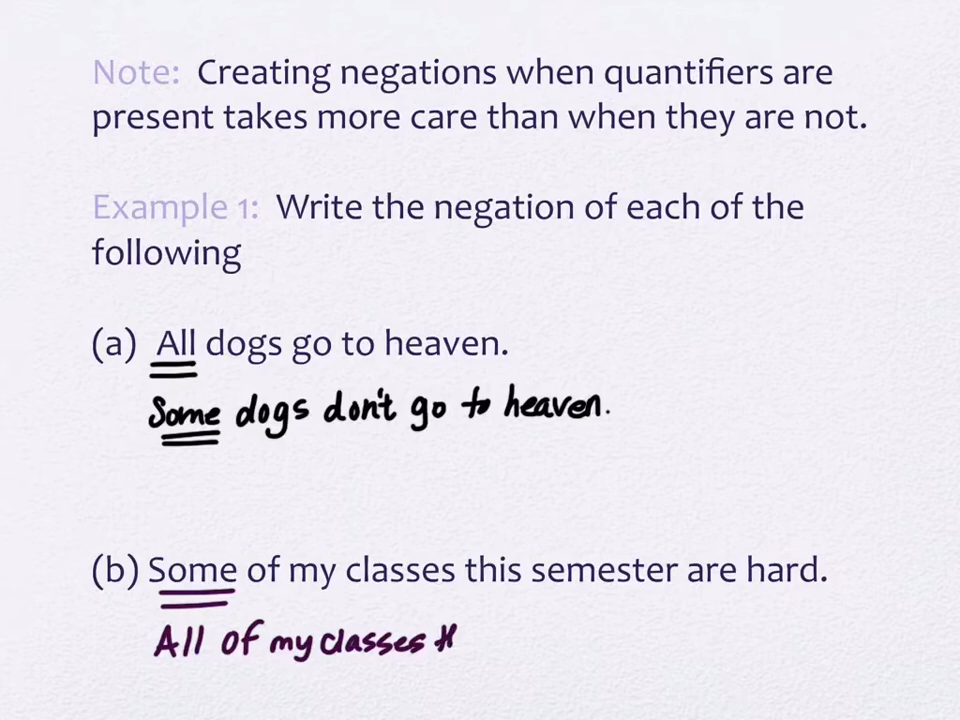 Note: Creating negations when quantifiers are
present takes more care than when they are not.
Example 1: Write the negation of each of the
following
(a) All dogs go to heaven.
Some dogs don't go to heaven.
(b) Some of my classes this semester are hard.
All of my classes